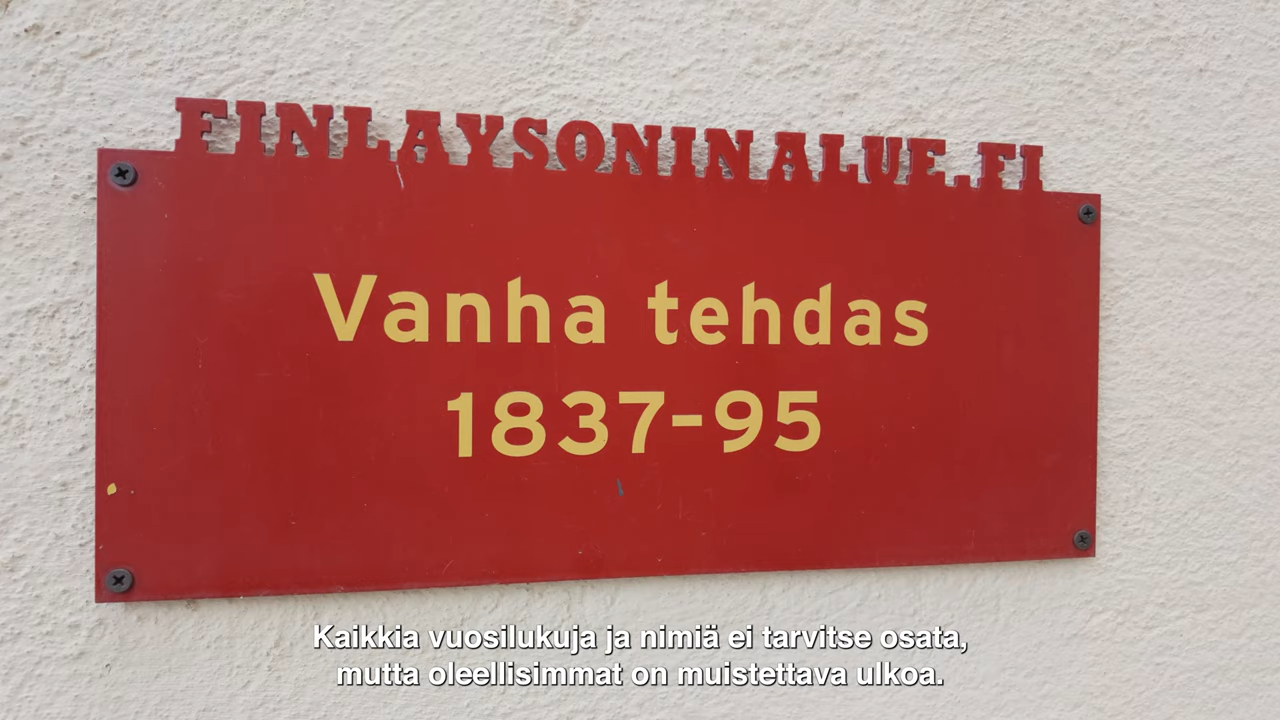 FINLAYSONINALUE.FI
Vanha tehdas
1837-95
Kaikkia vuosilukuja ja nimiä ei tarvitse osata,
mutta oleellisimmat on muistettava ulkoa.